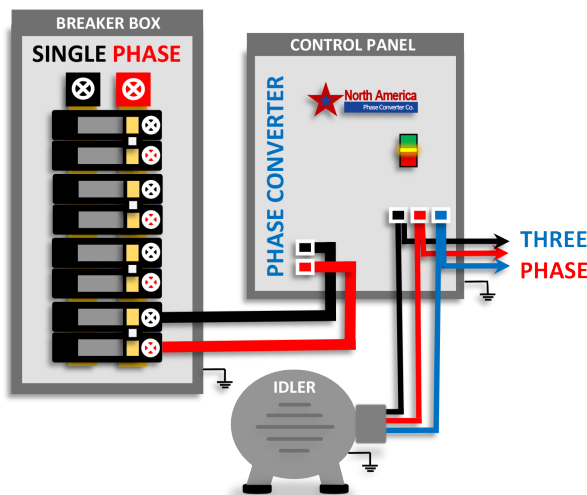 BREAKER BOX
SINGLE PHASE
CONTROL PANEL
PHASE CONVERTER
North America
Phase Converter Co.
THREE
PHASE
IDLER